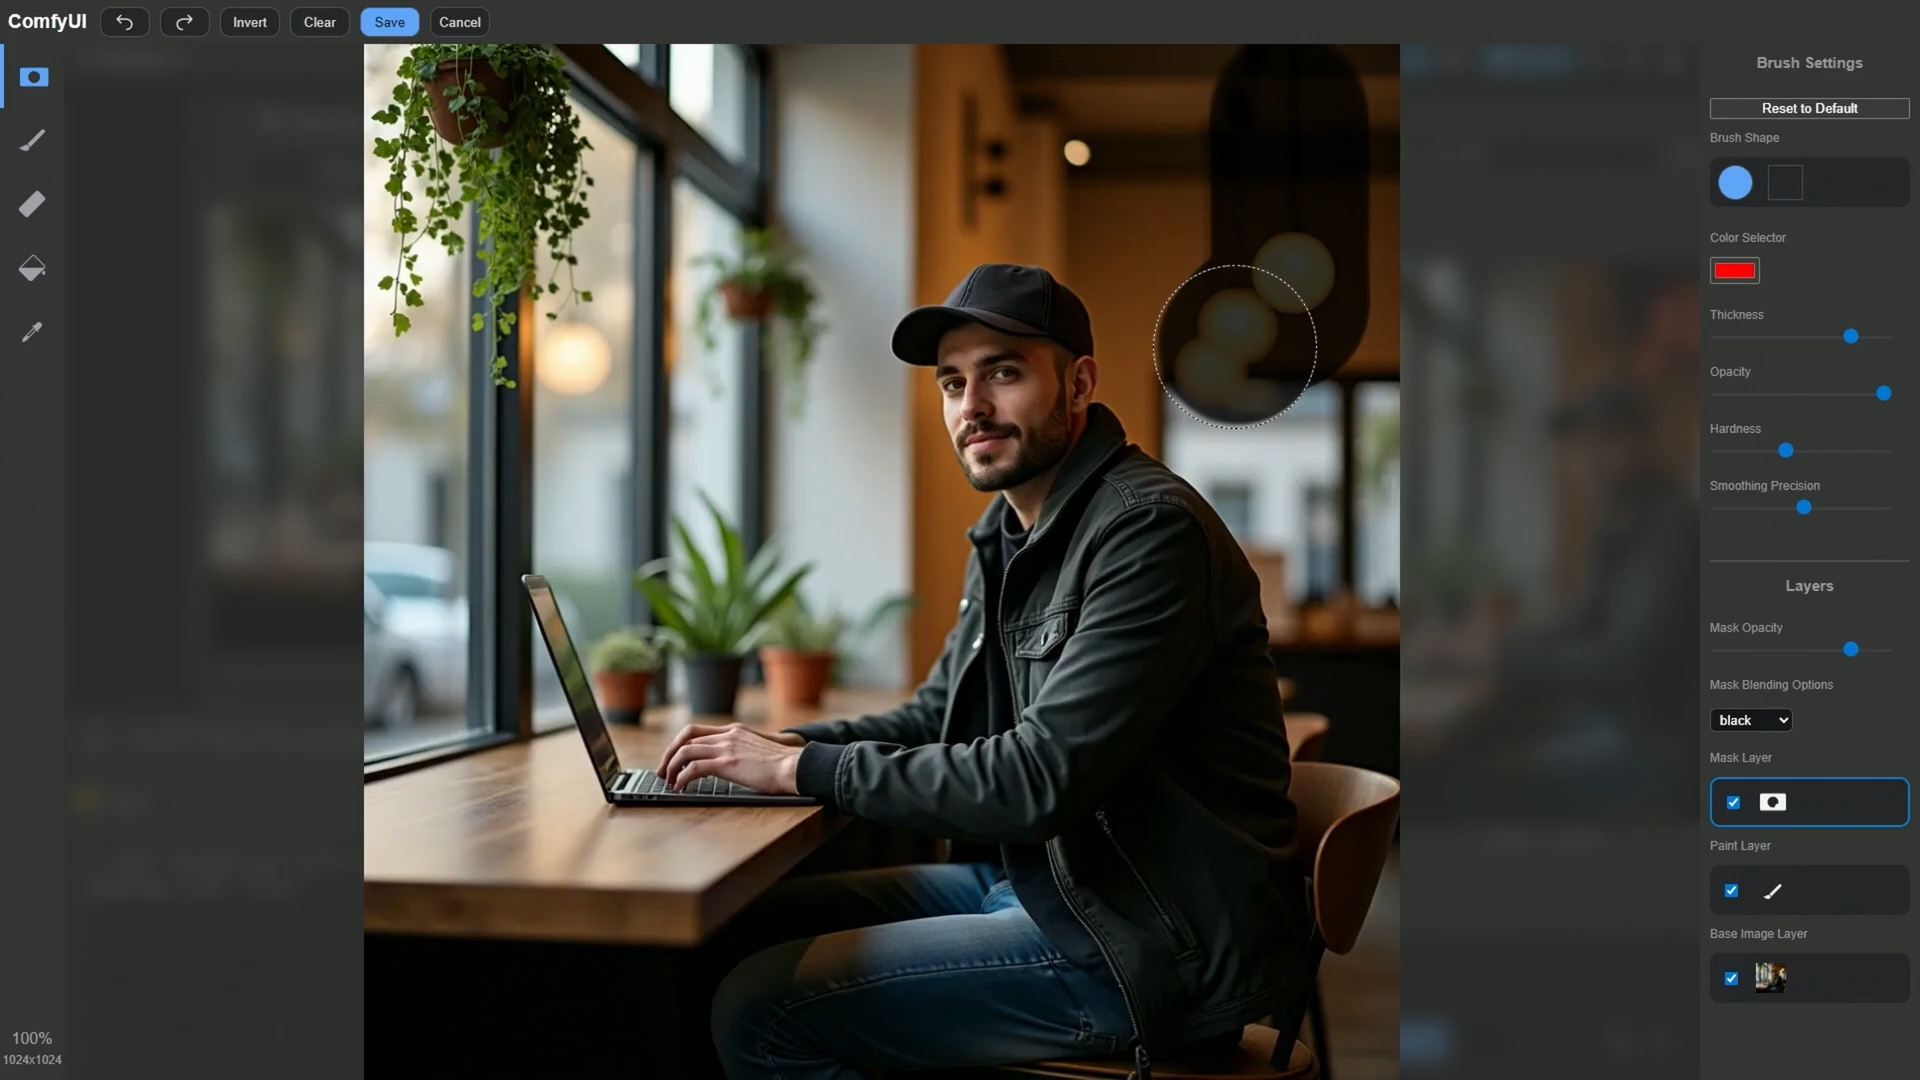 ComfyUI
Invert
Clear
Save
Cancel
Brush Settings
Reset to Default
Brush Shape
Color Selector
Thickness
Opacity
Hardness
Smoothing Precision
Layers
Mask Opacity
Mask Blending Options
black
Mask Layer
Paint Layer
Base Image Layer
100%
1024x1024